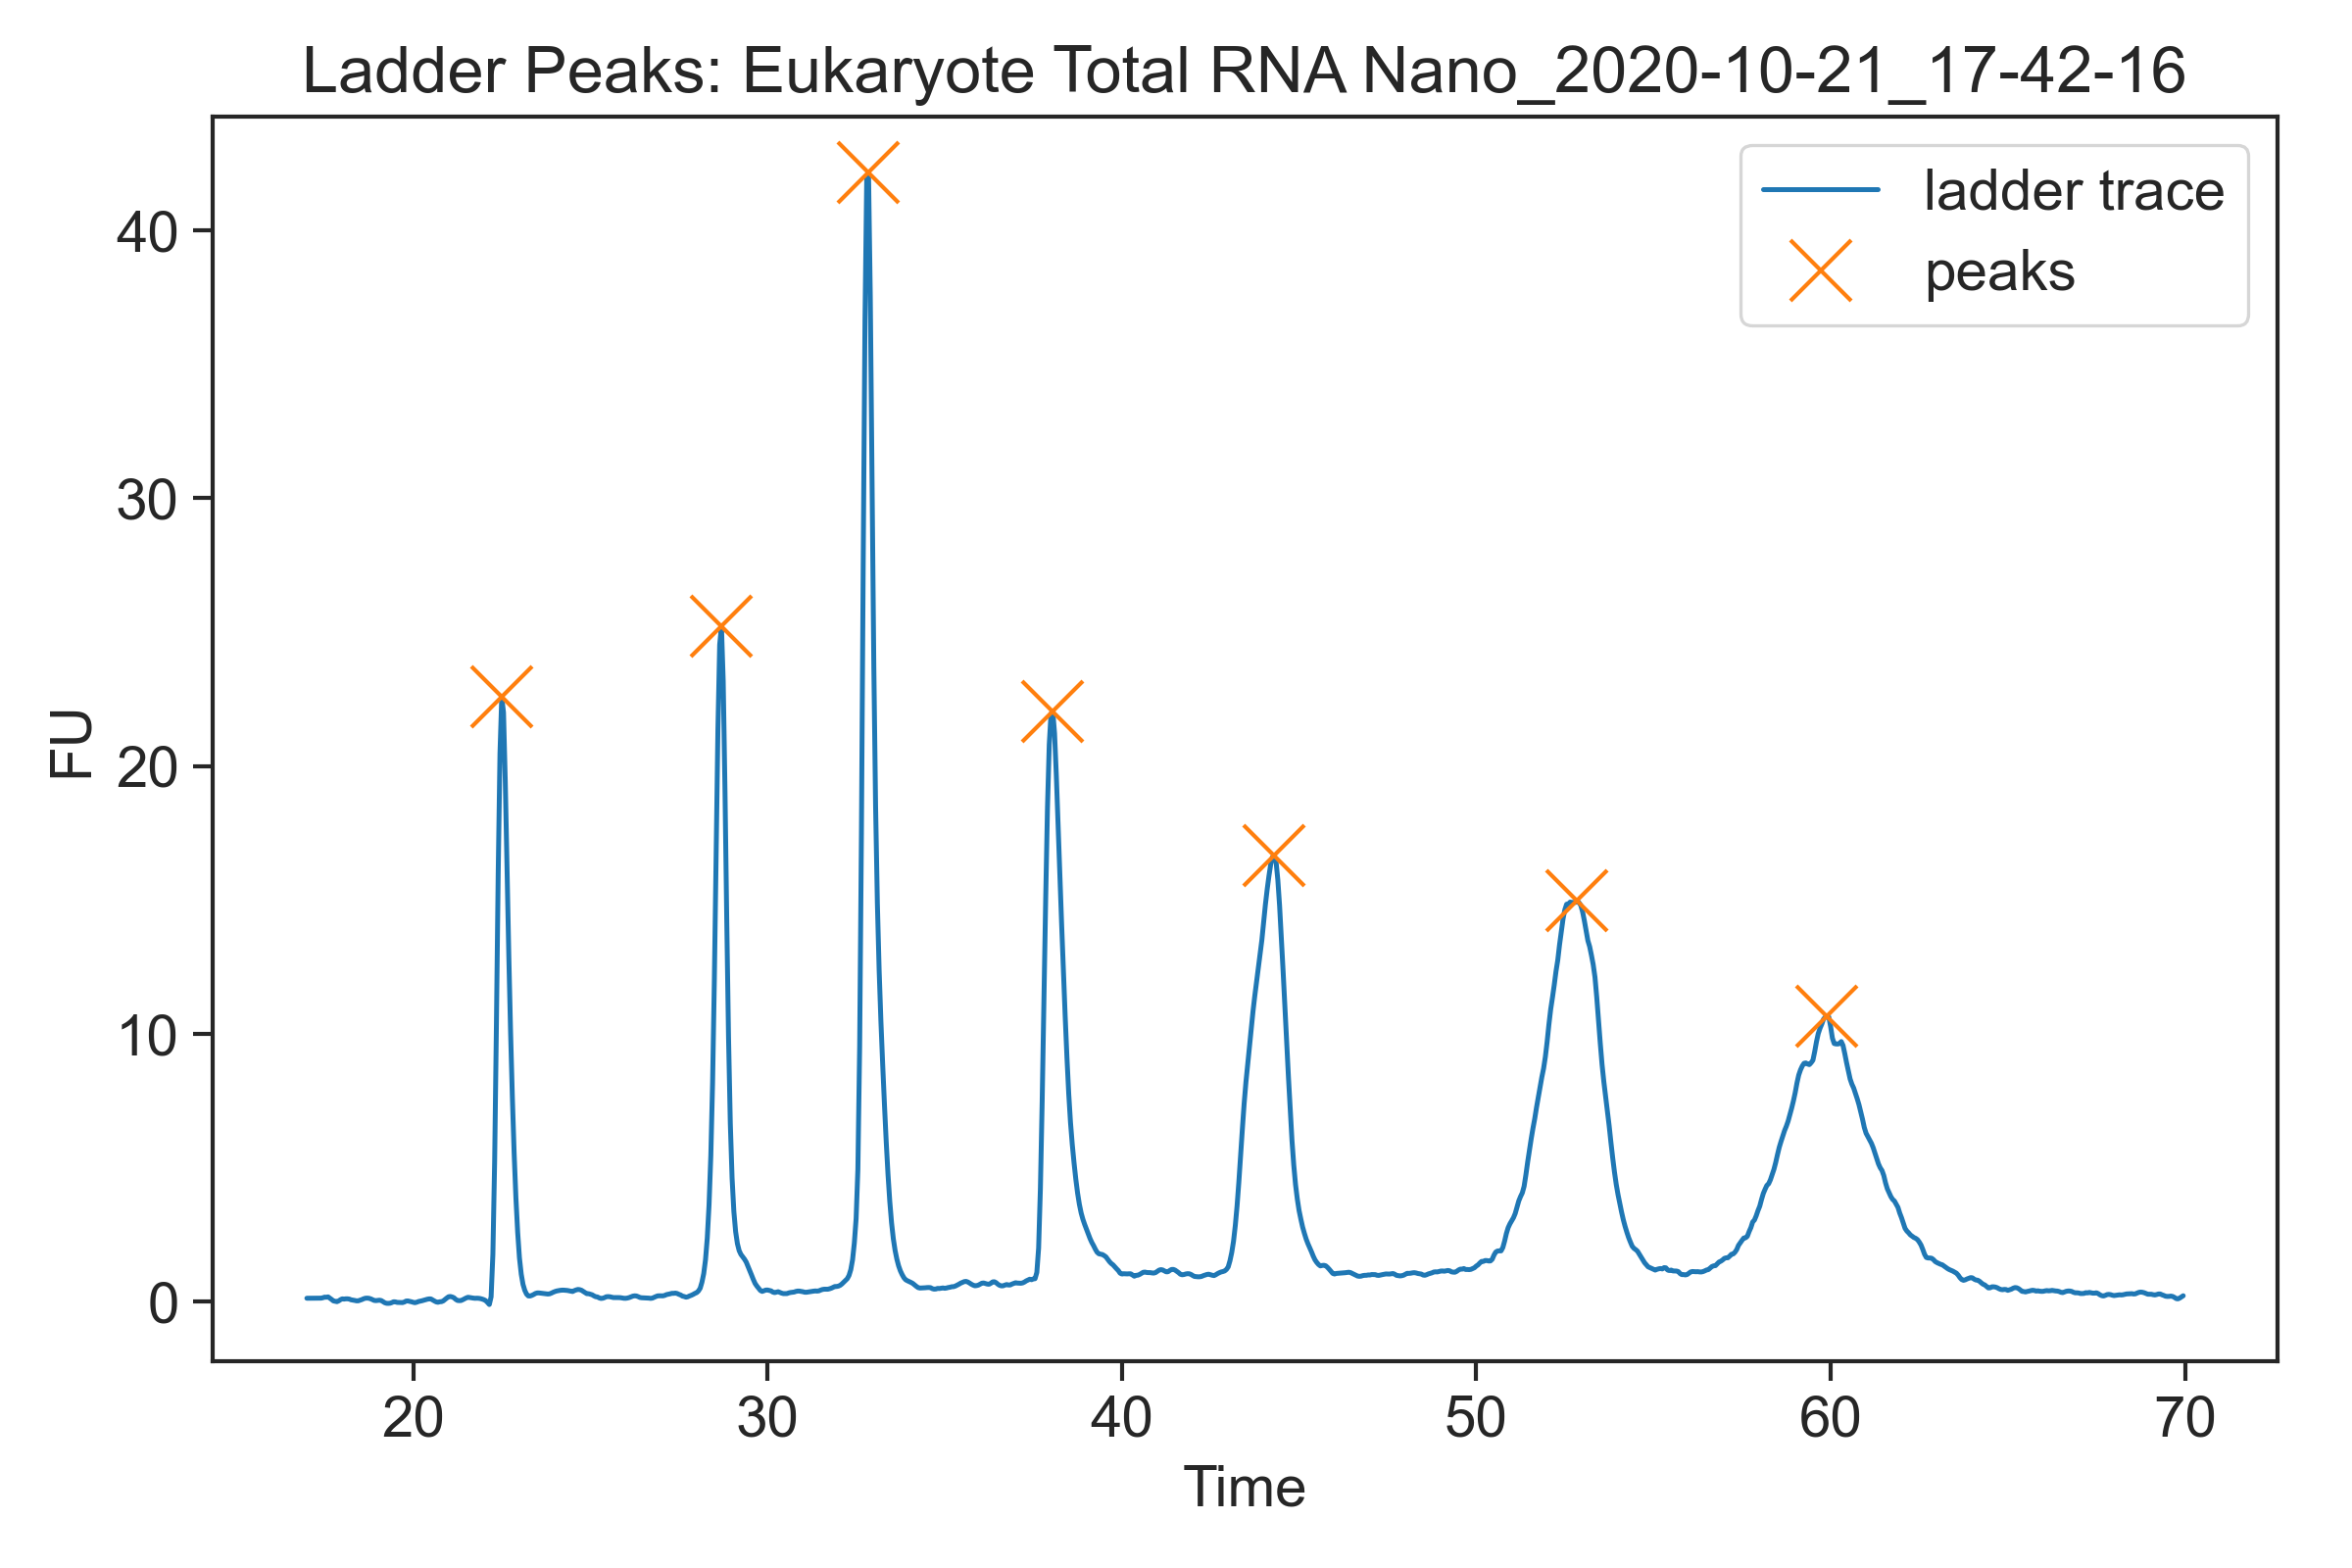 Ladder Peaks: Eukaryote Total RNA Nano_2020-10-21_17-42-16
ladder trace
peaks
FU
40
30
20
10
0
20 30 40 50 60 70
Time